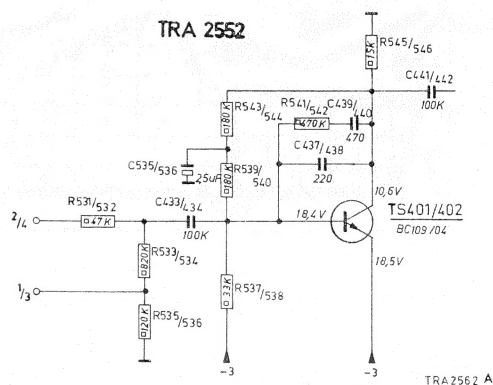 TRA 2552
R545/546
15K
C441/442
100K
R543/544
180K
R541/542
470K
C439/440
470
C437/438
220
C535/536
25uF
R539/540
180K
R531/532
47K
C433/434
100K
2/4
18,4V
10,6V
TS401/402
BC109/04
18,5V
R533/534
820K
1/3
R535/536
120K
R537/538
33K
-3
-3
TRA2562 A